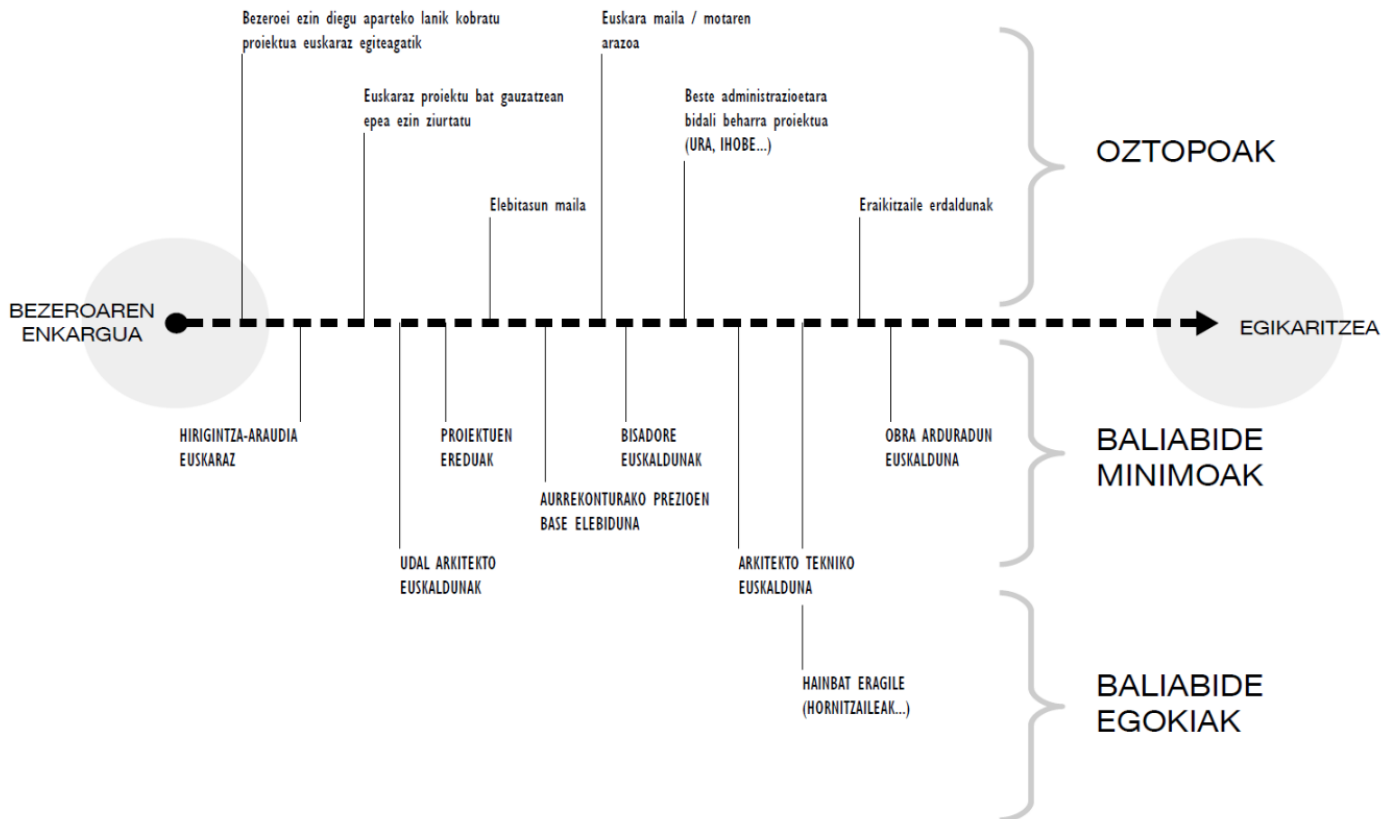 Bezeroei ezin diegu aparteko lanik kobratu
proiektua euskaraz egiteagatik
Euskara maila / motaren
arazoa
Euskaraz proiektu bat gauzatzean
epea ezin ziurtatu
Beste administrazioetara
bidali beharra proiektua
(URA, IHOBE...)
OZTOPOAK
Elebitasun maila
Eraikitzaile erdaldunak
BEZEROAREN
ENKARGUA
EGIKARITZEA
HIRIGINTZA-ARAUDIA
EUSKARAZ
PROIEKTUEN
EREDUAK
BISADORE
EUSKALDUNAK
OBRA ARDURADUN
EUSKALDUNA
BALIABIDE
MINIMOAK
AURREKONTURAKO PREZIOEN
BASE ELEBIDUNA
UDAL ARKITEKTO
EUSKALDUNAK
ARKITEKTO TEKNIKO
EUSKALDUNA
HAINBAT ERAGILE
(HORNITZAILEAK...)
BALIABIDE
EGOKIAK